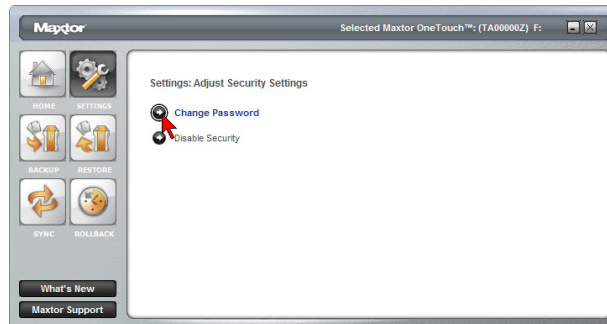 Maxtor
Selected Maxtor OneTouch™: (TA00000Z) F:
HOME SETTINGS
BACKUP RESTORE
SYNC ROLLBACK
What's New
Maxtor Support
Settings: Adjust Security Settings
Change Password
Disable Security